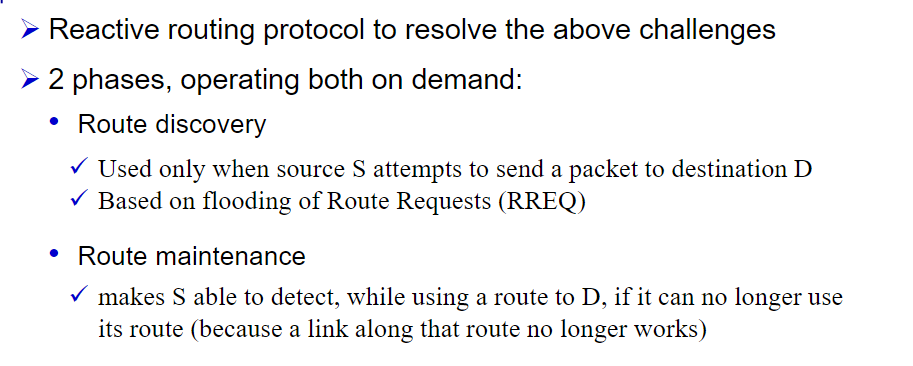 ➢ Reactive routing protocol to resolve the above challenges
➢ 2 phases, operating both on demand:
• Route discovery
✓ Used only when source S attempts to send a packet to destination D
✓ Based on flooding of Route Requests (RREQ)
• Route maintenance
✓ makes S able to detect, while using a route to D, if it can no longer use
its route (because a link along that route no longer works)